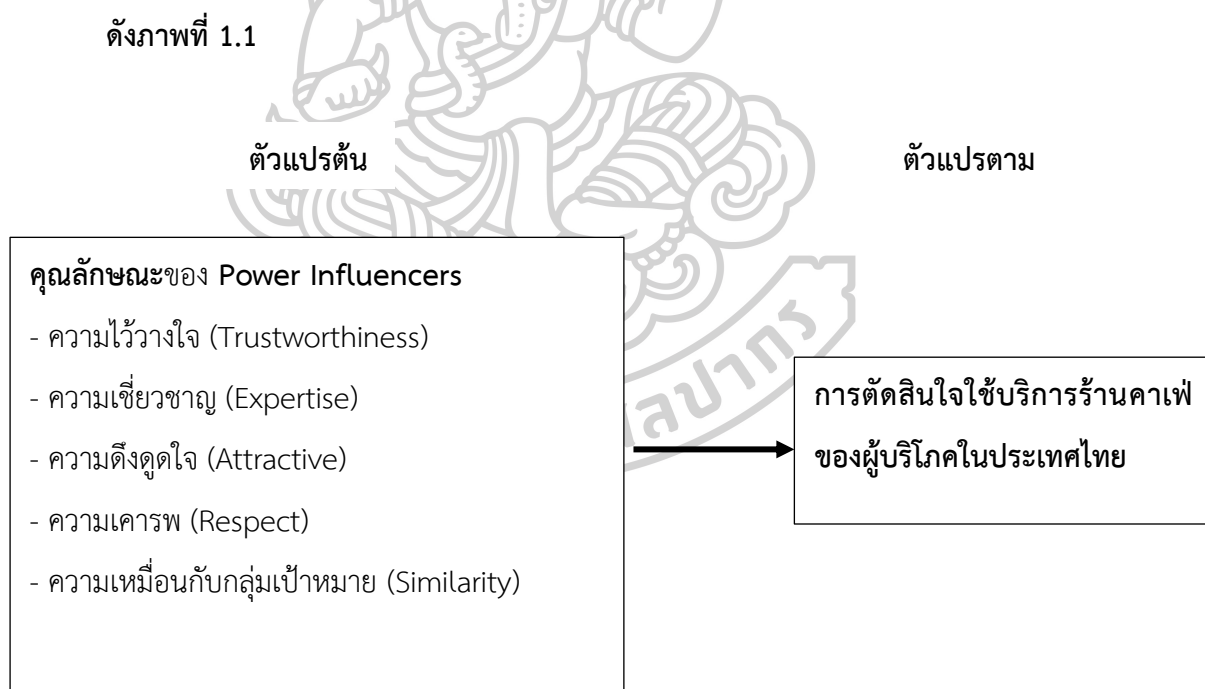 ดังภาพที่ 1.1
ตัวแปรต้น
ตัวแปรตาม
คุณลักษณะของ Power Influencers
- ความไว้วางใจ (Trustworthiness)
- ความเชี่ยวชาญ (Expertise)
- ความดึงดูดใจ (Attractive)
- ความเคารพ (Respect)
- ความเหมื่อนกับกลุ่มเป้าหมาย (Similarity)
การตัดสินใจใช้บริการร้านคาเฟ่
ของผู้บริโภคในประเทศไทย
ลปากร